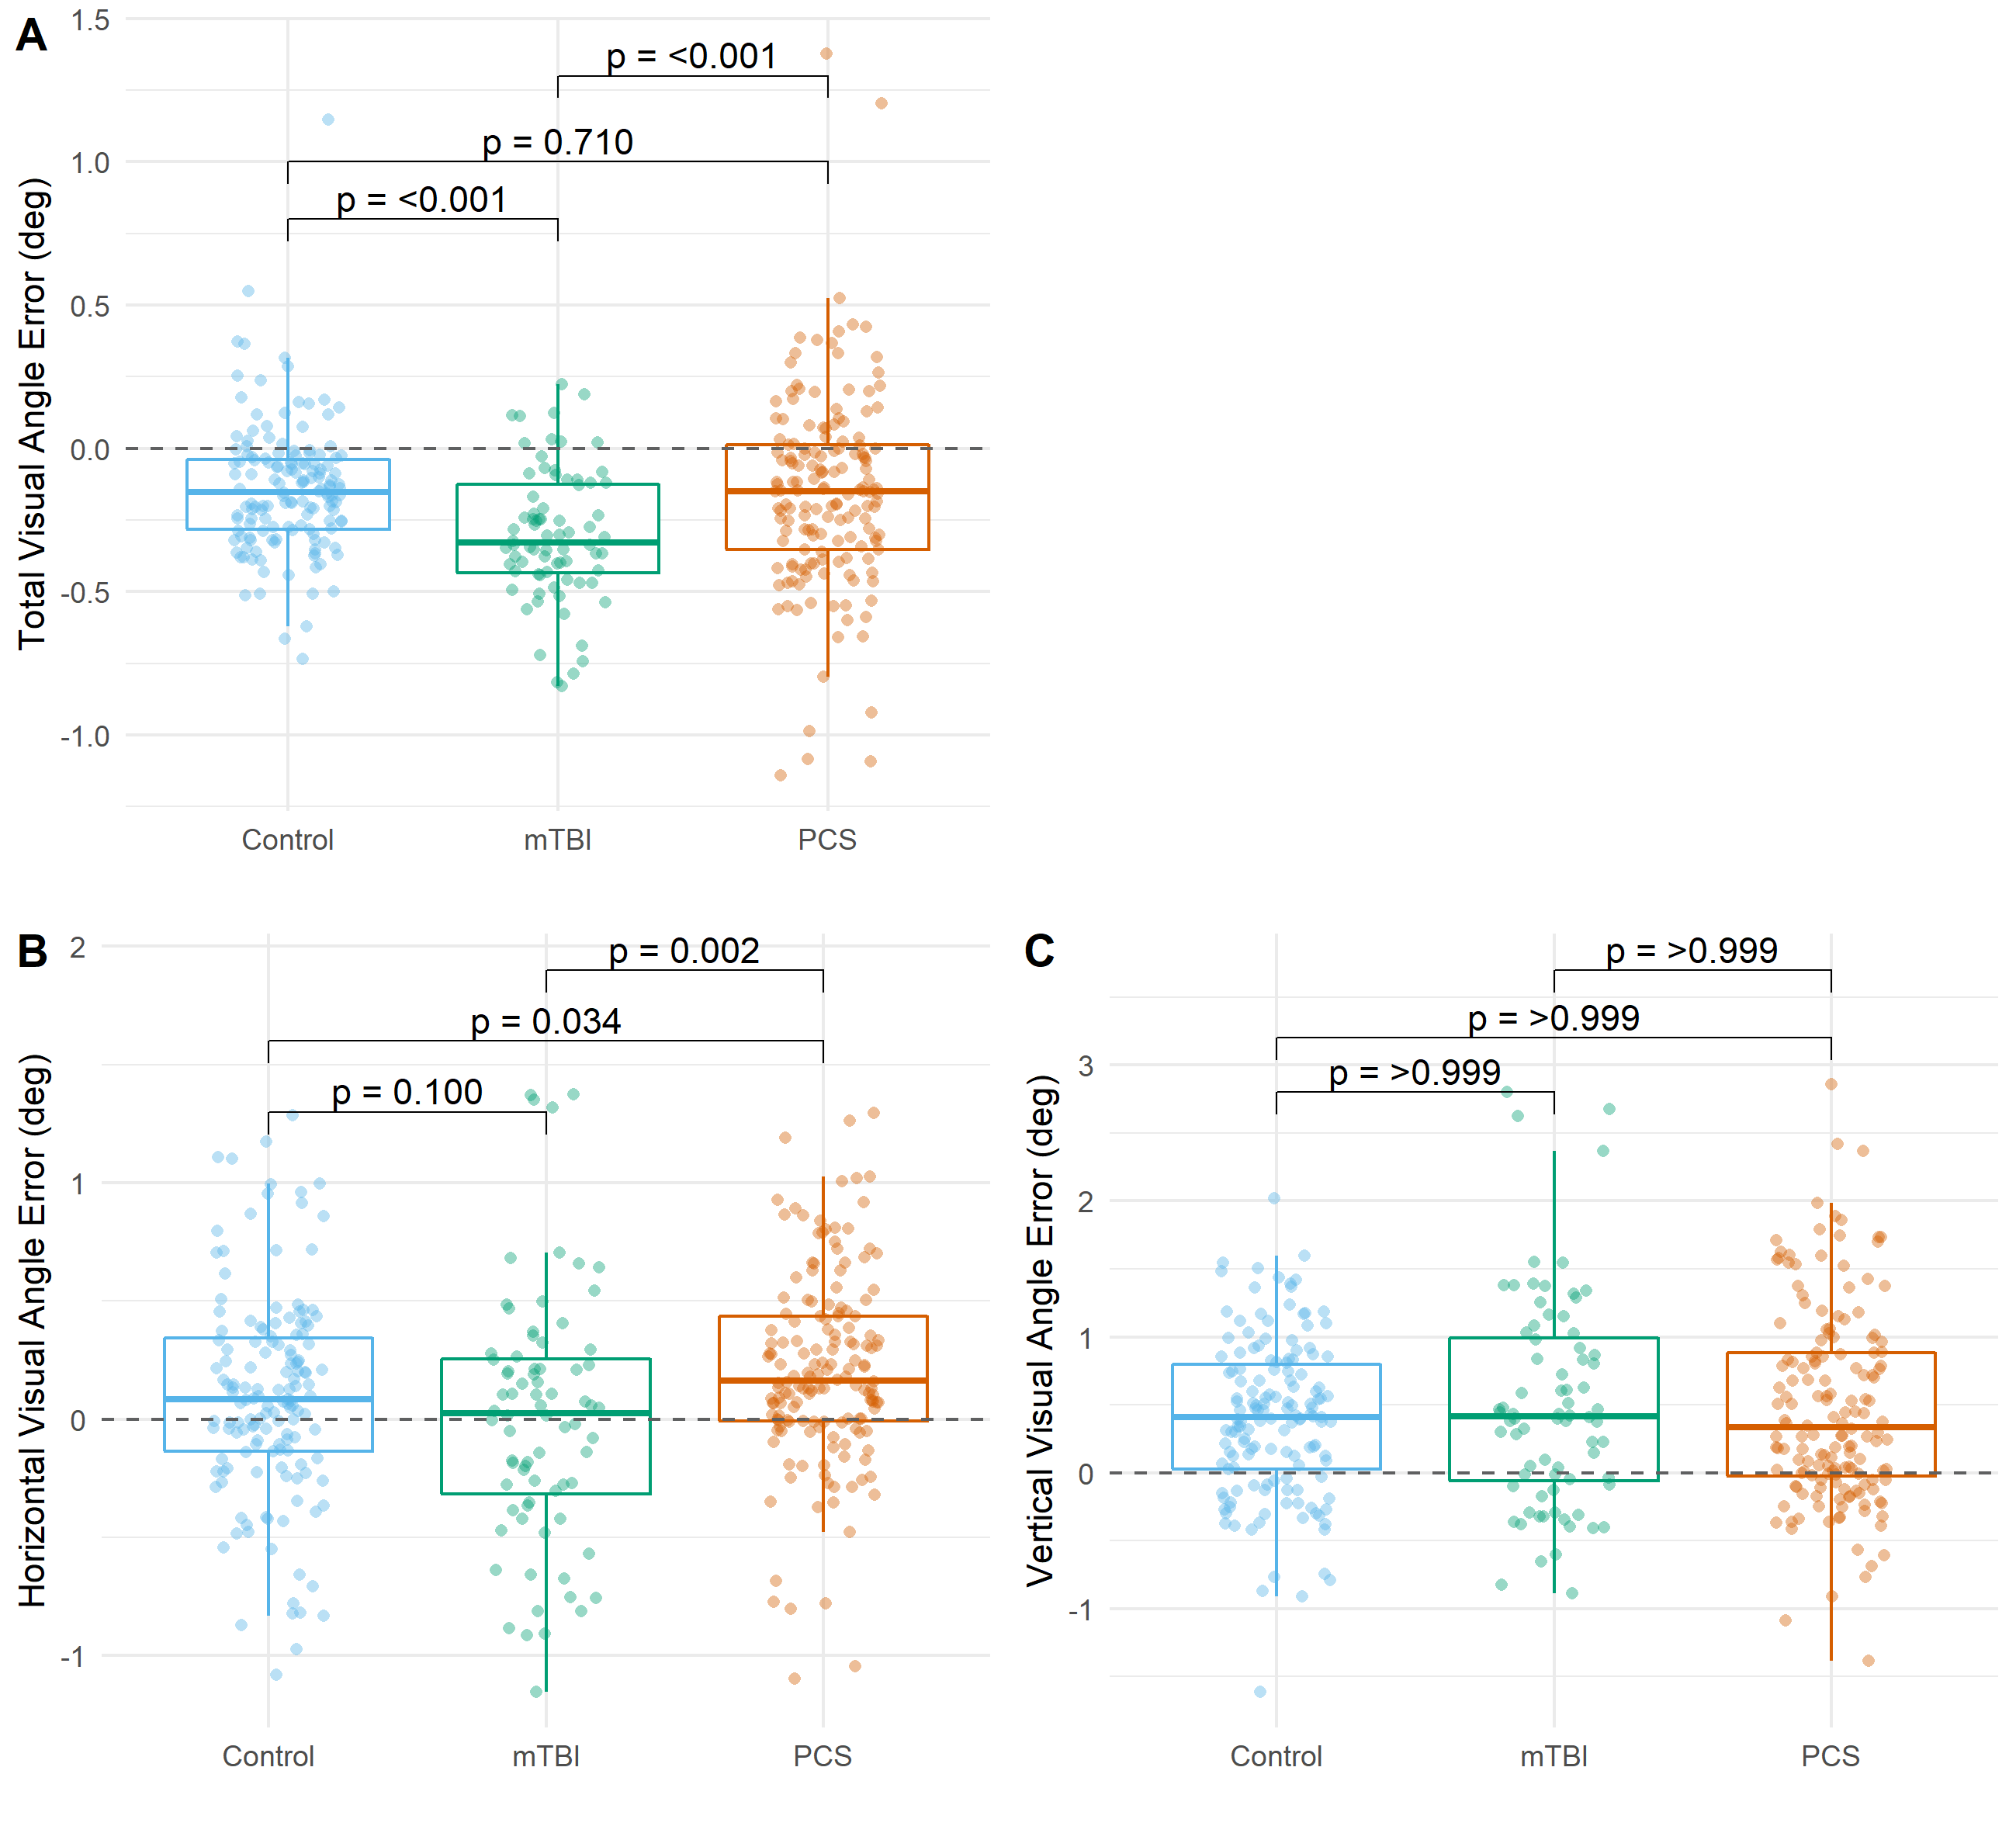 A
Total Visual Angle Error (deg)
1.5
1.0
0.5
0.0
-0.5
-1.0
p = <0.001
p = 0.710
p = <0.001
Control mTBI PCS
B
Horizontal Visual Angle Error (deg)
2
1
0
-1
p = 0.002
p = 0.034
p = 0.100
Control mTBI PCS
C
Vertical Visual Angle Error (deg)
3
2
1
0
-1
p = >0.999
p = >0.999
p = >0.999
Control mTBI PCS